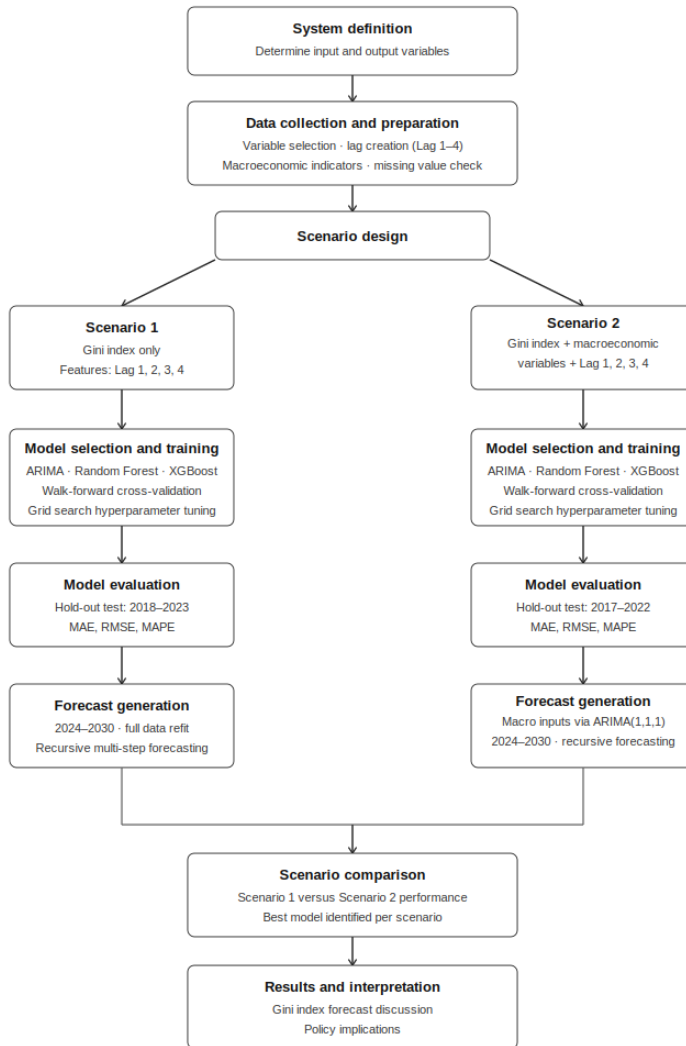 System definition
Determine input and output variables
Data collection and preparation
Variable selection · lag creation (Lag 1–4)
Macroeconomic indicators · missing value check
Scenario design
Scenario 1
Gini index only
Features: Lag 1, 2, 3, 4
Model selection and training
ARIMA · Random Forest · XGBoost
Walk-forward cross-validation
Grid search hyperparameter tuning
Model evaluation
Hold-out test: 2018–2023
MAE, RMSE, MAPE
Forecast generation
2024–2030 · full data refit
Recursive multi-step forecasting
Scenario 2
Gini index + macroeconomic
variables + Lag 1, 2, 3, 4
Model selection and training
ARIMA · Random Forest · XGBoost
Walk-forward cross-validation
Grid search hyperparameter tuning
Model evaluation
Hold-out test: 2017–2022
MAE, RMSE, MAPE
Forecast generation
Macro inputs via ARIMA(1,1,1)
2024–2030 · recursive forecasting
Scenario comparison
Scenario 1 versus Scenario 2 performance
Best model identified per scenario
Results and interpretation
Gini index forecast discussion
Policy implications